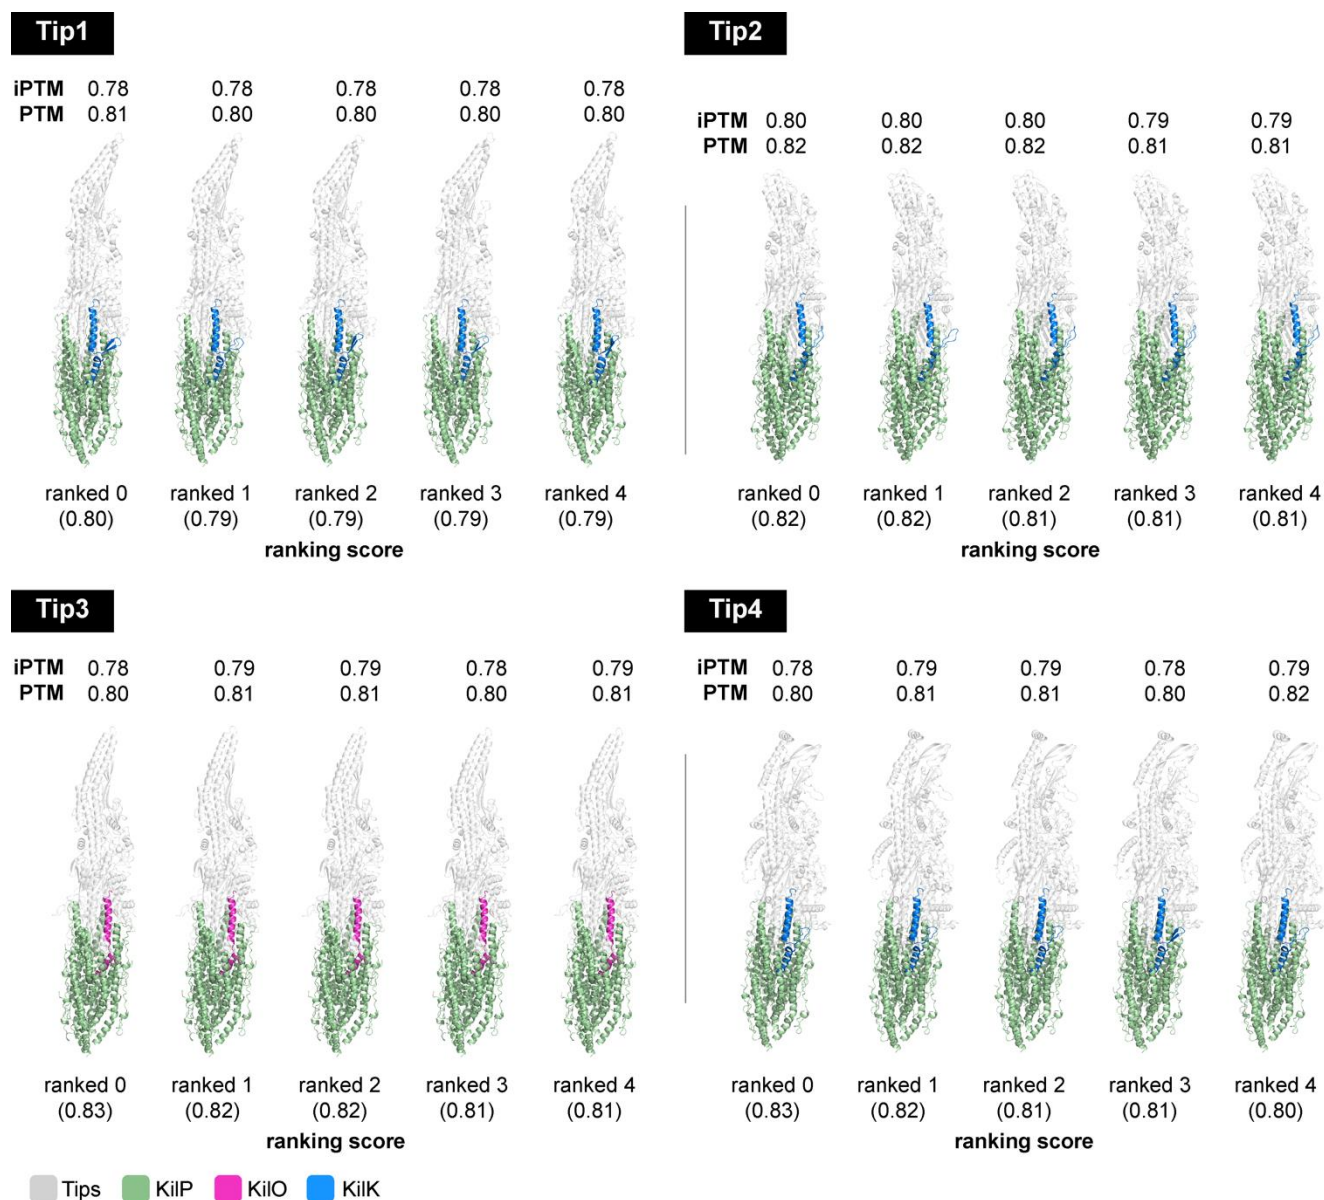 Tip1
iPTM 0.78 0.78 0.78 0.78 0.78
PTM 0.81 0.80 0.80 0.80 0.80
ranked 0 ranked 1 ranked 2 ranked 3 ranked 4
(0.80) (0.79) (0.79) (0.79) (0.79)
ranking score
Tip2
iPTM 0.80 0.80 0.80 0.79 0.79
PTM 0.82 0.82 0.82 0.81 0.81
ranked 0 ranked 1 ranked 2 ranked 3 ranked 4
(0.82) (0.82) (0.81) (0.81) (0.81)
ranking score
Tip3
iPTM 0.78 0.79 0.79 0.78 0.79
PTM 0.80 0.81 0.81 0.80 0.81
ranked 0 ranked 1 ranked 2 ranked 3 ranked 4
(0.83) (0.82) (0.82) (0.81) (0.81)
ranking score
Tip4
iPTM 0.78 0.79 0.79 0.78 0.79
PTM 0.80 0.81 0.81 0.80 0.82
ranked 0 ranked 1 ranked 2 ranked 3 ranked 4
(0.83) (0.82) (0.81) (0.81) (0.80)
ranking score
Tips KilP KilO KilK